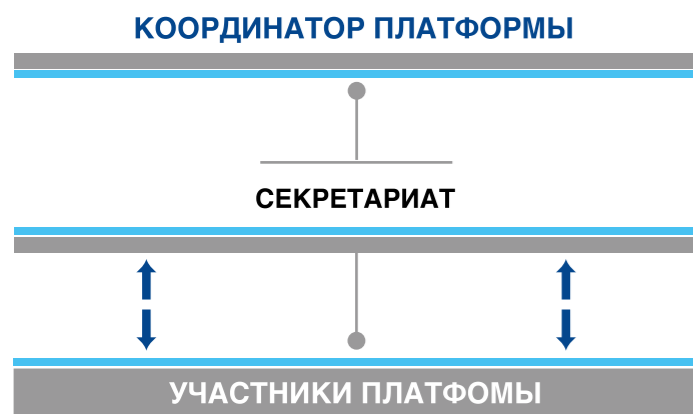 КООРДИНАТОР ПЛАТФОРМЫ
СЕКРЕТАРИАТ
УЧАСТНИКИ ПЛАТФОМЫ